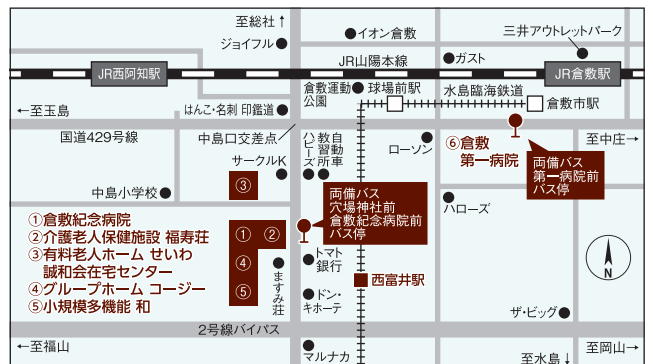 至総社↑
ジョイフル
イオン倉敷
三井アウトレットパーク
JR山陽本線
ガスト
JR西阿知駅
JR倉敷駅
倉敷運動
公園
球場前駅
水島臨海鉄道
倉敷市駅
←至玉島
はんこ・名刺 印鑑道
国道429号線
中島口交差点
サークルK
ハピーズ
教習所
自動車
ローソン
⑥倉敷
第一病院
至中庄→
両備バス
第一病院前
バス停
③
中島小学校
両備バス
穴場神社前
倉敷紀念病院前
バス停
ハローズ
①倉敷紀念病院
②介護老人保健施設 福寿荘
③有料老人ホーム せいわ
誠和会在宅センター
④グループホーム コージー
⑤小規模多機能 和
① ②
④
⑤
ますみ荘
トマト
銀行
西富井駅
ドン・
キホーテ
N
ザ・ビッグ
2号線バイパス
←至福山
マルナカ
至水島↓
至岡山→